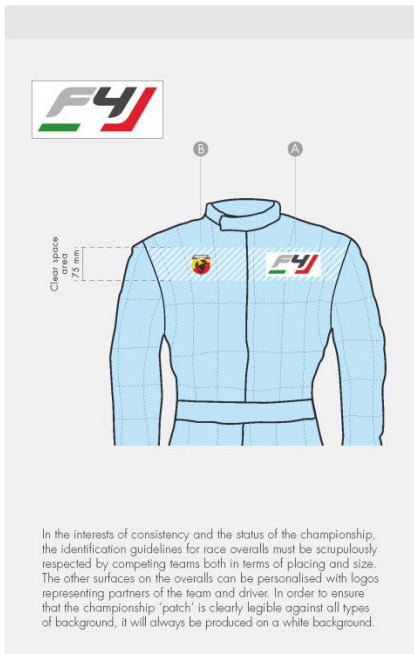 F4
B A
Clear space
area
75 mm
F4
In the interests of consistency and the status of the championship,
the identification guidelines for race overalls must be scrupulously
respected by competing teams both in terms of placing and size.
The other surfaces on the overalls can be personalised with logos
representing partners of the team and driver. In order to ensure
that the championship 'patch' is clearly legible against all types
of background, it will always be produced on a white background.